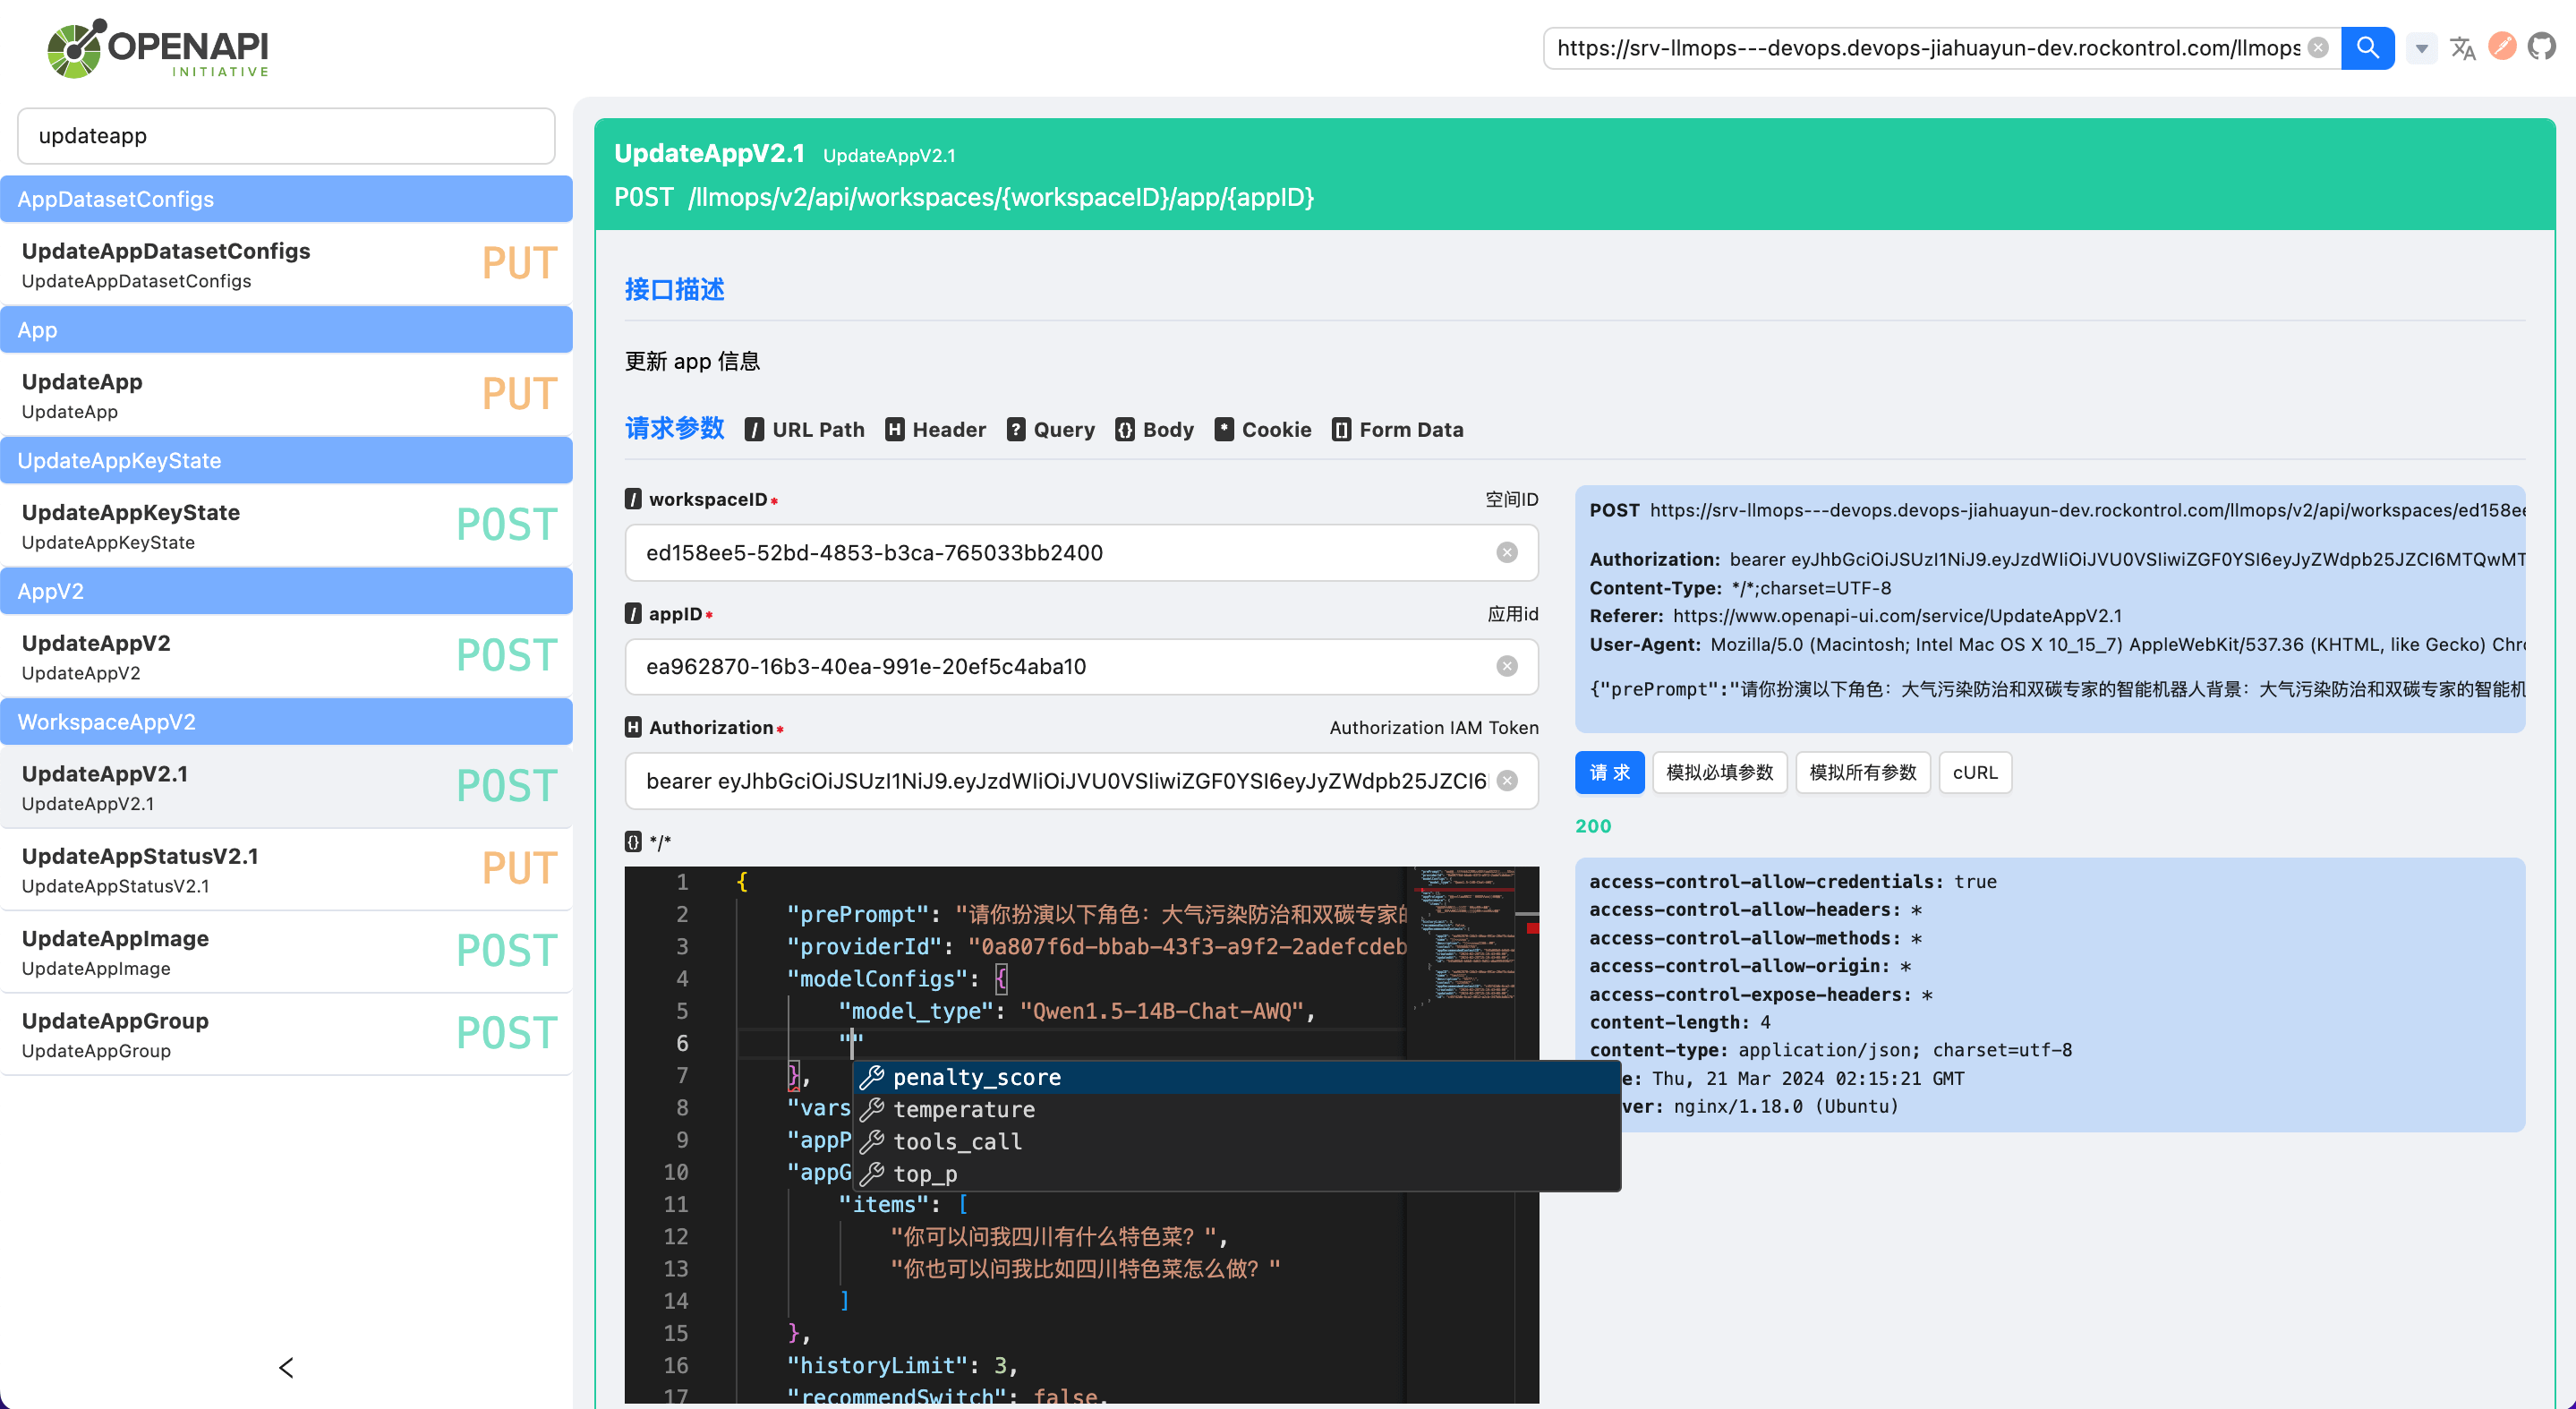 OPENAPI
INITIATIVE
https://srv-llmops---devops.devops-jiahuayun-dev.rockontrol.com/llmops
updateapp
AppDatasetConfigs
UpdateAppDatasetConfigs
UpdateAppDatasetConfigs
PUT
App
UpdateApp
UpdateApp
PUT
UpdateAppKeyState
UpdateAppKeyState
UpdateAppKeyState
POST
AppV2
UpdateAppV2
UpdateAppV2
POST
WorkspaceAppV2
UpdateAppV2.1
UpdateAppV2.1
POST
UpdateAppStatusV2.1
UpdateAppStatusV2.1
PUT
UpdateAppImage
UpdateAppImage
POST
UpdateAppGroup
UpdateAppGroup
POST
UpdateAppV2.1 UpdateAppV2.1
POST /llmops/v2/api/workspaces/{workspaceID}/app/{appID}
接口描述
更新 app 信息
请求参数 / URL Path H Header ? Query {} Body * Cookie [] Form Data
/ workspaceID* 空间ID
ed158ee5-52bd-4853-b3ca-765033bb2400
/ appID* 应用id
ea962870-16b3-40ea-991e-20ef5c4aba10
H Authorization* Authorization IAM Token
bearer eyJhbGciOiJSUzI1NiJ9.eyJzdWIiOiJVU0VSIiwiZGF0YSI6eyJyZWdpb25JZCI6
{} */*
1 {
2 "prePrompt": "请你扮演以下角色：大气污染防治和双碳专家的
3 "providerId": "0a807f6d-bbab-43f3-a9f2-2adefcdeb
4 "modelConfigs": {
5 "model_type": "Qwen1.5-14B-Chat-AWQ",
6 ""
7 },
penalty_score
8 "vars
temperature
9 "appP
tools_call
10 "appG
top_p
11 "items": [
12 "你可以问我四川有什么特色菜？",
13 "你也可以问我比如四川特色菜怎么做？"
14 ]
15 },
16 "historyLimit": 3,
17 "recommendSwitch": false,
POST https://srv-llmops---devops.devops-jiahuayun-dev.rockontrol.com/llmops/v2/api/workspaces/ed158ee
Authorization: bearer eyJhbGciOiJSUzI1NiJ9.eyJzdWIiOiJVU0VSIiwiZGF0YSI6eyJyZWdpb25JZCI6MTQwMT
Content-Type: */*;charset=UTF-8
Referer: https://www.openapi-ui.com/service/UpdateAppV2.1
User-Agent: Mozilla/5.0 (Macintosh; Intel Mac OS X 10_15_7) AppleWebKit/537.36 (KHTML, like Gecko) Chr
{"prePrompt":"请你扮演以下角色：大气污染防治和双碳专家的智能机器人背景：大气污染防治和双碳专家的智能机
请 求 模拟必填参数 模拟所有参数 cURL
200
access-control-allow-credentials: true
access-control-allow-headers: *
access-control-allow-methods: *
access-control-allow-origin: *
access-control-expose-headers: *
content-length: 4
content-type: application/json; charset=utf-8
e: Thu, 21 Mar 2024 02:15:21 GMT
ver: nginx/1.18.0 (Ubuntu)